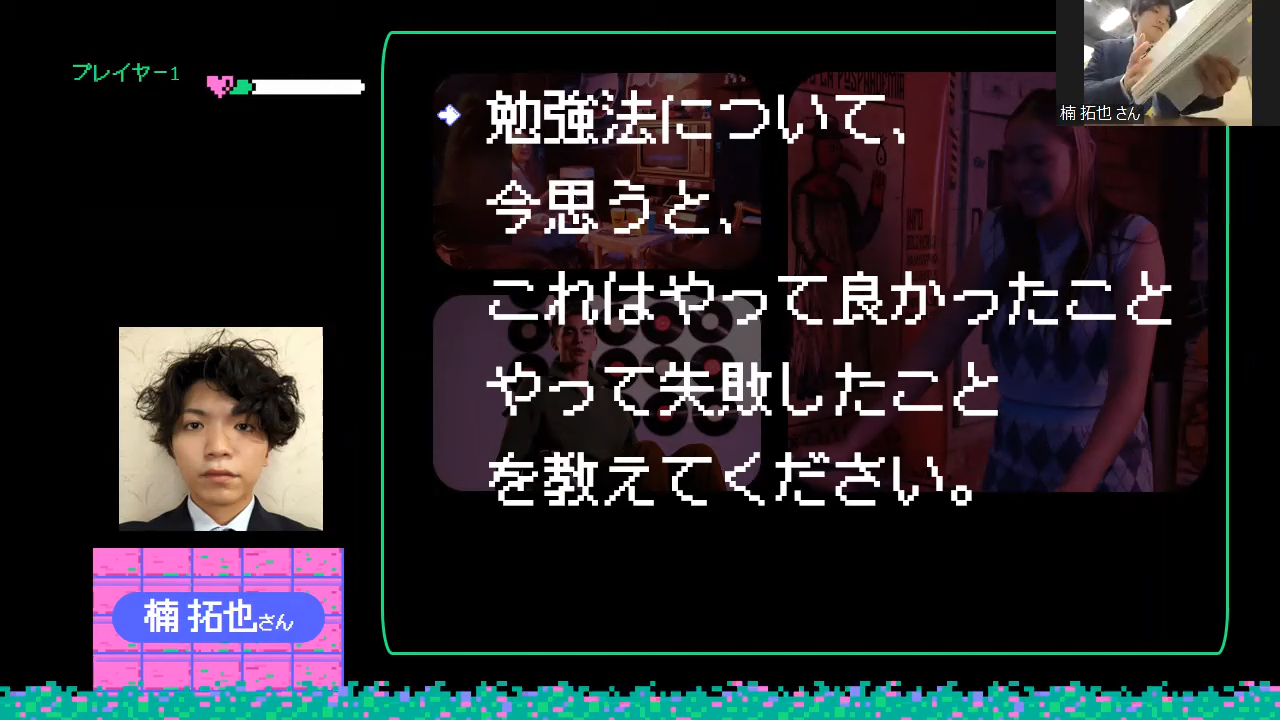 プレイヤー1
勉強法について、
今思うと、
これはやって良かったこと
やって失敗したこと
を教えてください。
楠 拓也 さん
楠 拓也さん